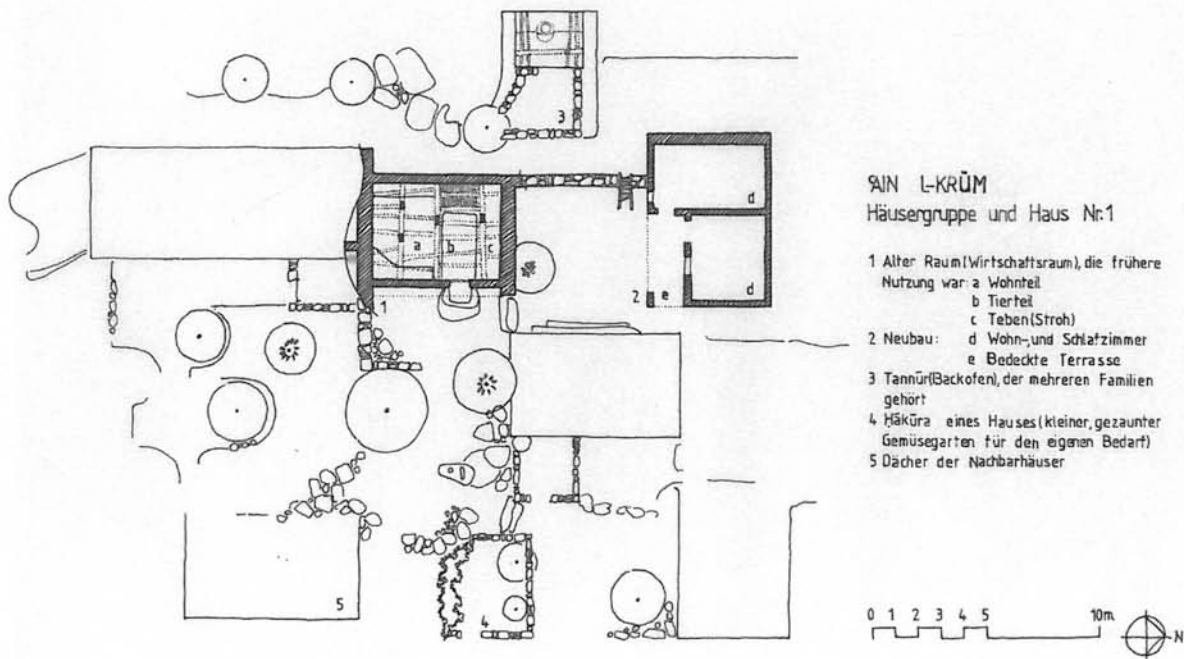 3
d
a
b
c
2
e
d
1
5
4
ꜤAIN L-KRŪM
Häusergruppe und Haus Nr.1
1 Alter Raum (Wirtschaftsraum), die frühere
Nutzung war: a Wohnteil
b Tierteil
c Teben (Stroh)
2 Neubau: d Wohn-, und Schlafzimmer
e Bedeckte Terrasse
3 Tannūr (Backofen), der mehreren Familien
gehört
4 Ḥākūra eines Hauses (kleiner, gezaunter
Gemüsegarten für den eigenen Bedarf)
5 Dächer der Nachbarhäuser
0 1 2 3 4 5 10m
N